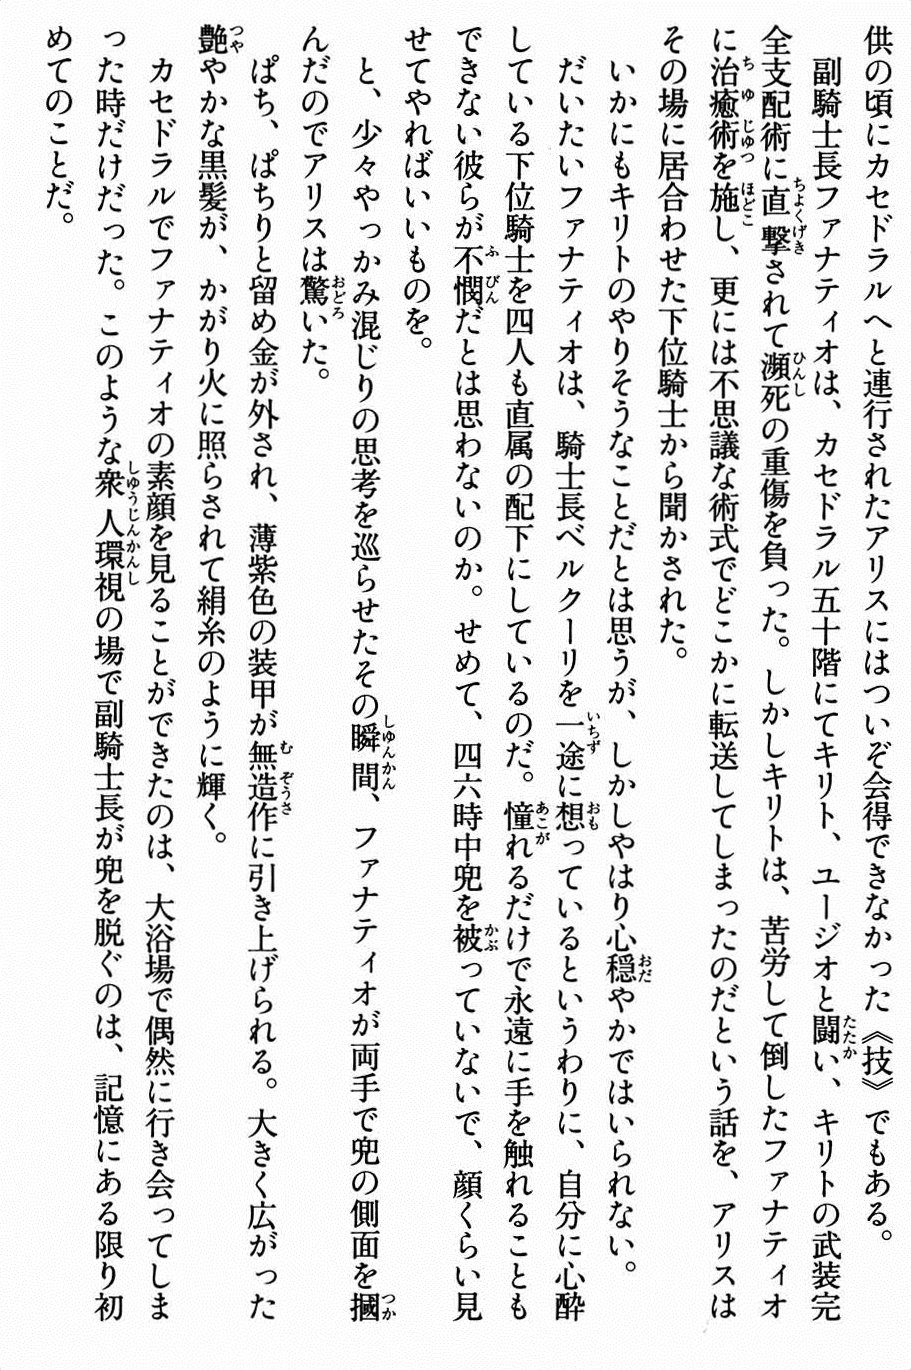 供の頃にカセドラルへと連行されたアリスにはついぞ会得できなかった《技》でもある。
　副騎士長ファナティオは、カセドラル五十階にてキリト、ユージオと闘い、キリトの武装完
全支配術に直撃されて瀕死の重傷を負った。しかしキリトは、苦労して倒したファナティオ
に治癒術を施し、更には不思議な術式でどこかに転送してしまったのだという話を、アリスは
その場に居合わせた下位騎士から聞かされた。
　いかにもキリトのやりそうなことだとは思うが、しかしやはり心穏やかではいられない。
　だいたいファナティオは、騎士長ベルクーリを一途に想っているというわりに、自分に心酔
している下位騎士を四人も直属の配下にしているのだ。憧れるだけで永遠に手を触れることも
できない彼らが不憫だとは思わないのか。せめて、四六時中兜を被っていないで、顔くらい見
せてやればいいものを。
　と、少々やっかみ混じりの思考を巡らせたその瞬間、ファナティオが両手で兜の側面を摑
んだのでアリスは驚いた。
　ぱち、ぱちりと留め金が外され、薄紫色の装甲が無造作に引き上げられる。大きく広がった
艶やかな黒髪が、かがり火に照らされて絹糸のように輝く。
　カセドラルでファナティオの素顔を見ることができたのは、大浴場で偶然に行き会ってしま
った時だけだった。このような衆人環視の場で副騎士長が兜を脱ぐのは、記憶にある限り初
めてのことだ。